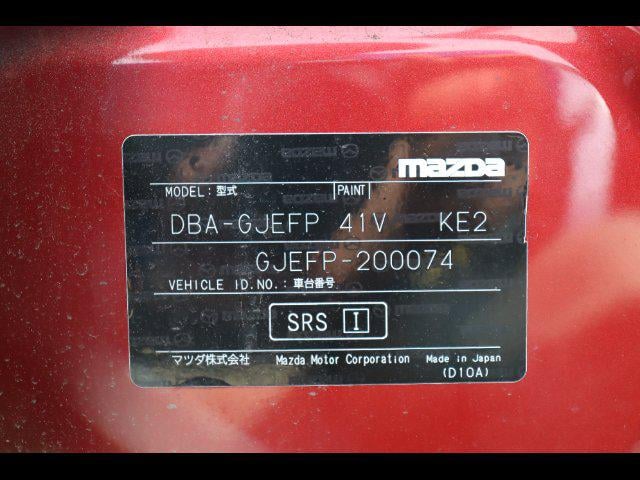 mazda
MODEL: 型式 PAINT
DBA-GJEFP 41V KE2
GJEFP-200074
VEHICLE ID.NO.: 車台番号
SRS I
マツダ株式会社 Mazda Motor Corporation Made in Japan
(D10A)